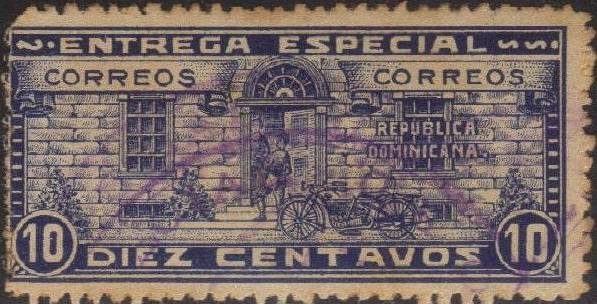 ENTREGA ESPECIAL
CORREOS CORREOS
REPUBLICA
DOMINICANA.
10 DIEZ CENTAVOS 10